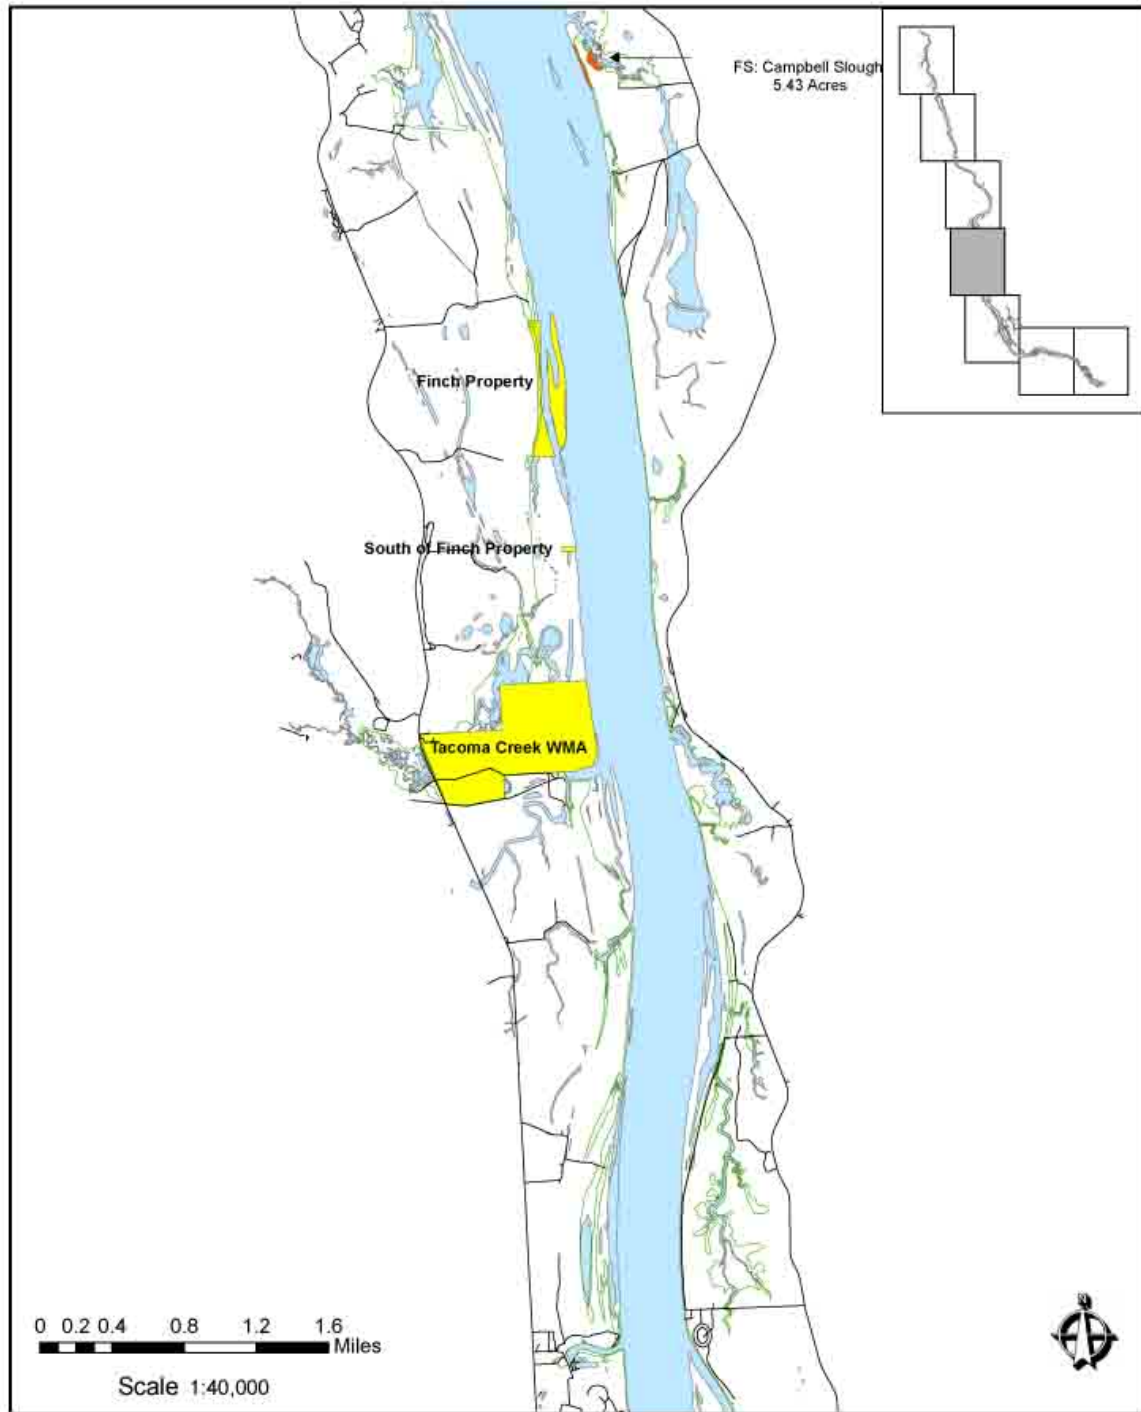 FS: Campbell Slough
5.43 Acres
Finch Property
South of Finch Property
Tacoma Creek WMA
0 0.2 0.4 0.8 1.2 1.6
Miles
Scale 1:40,000